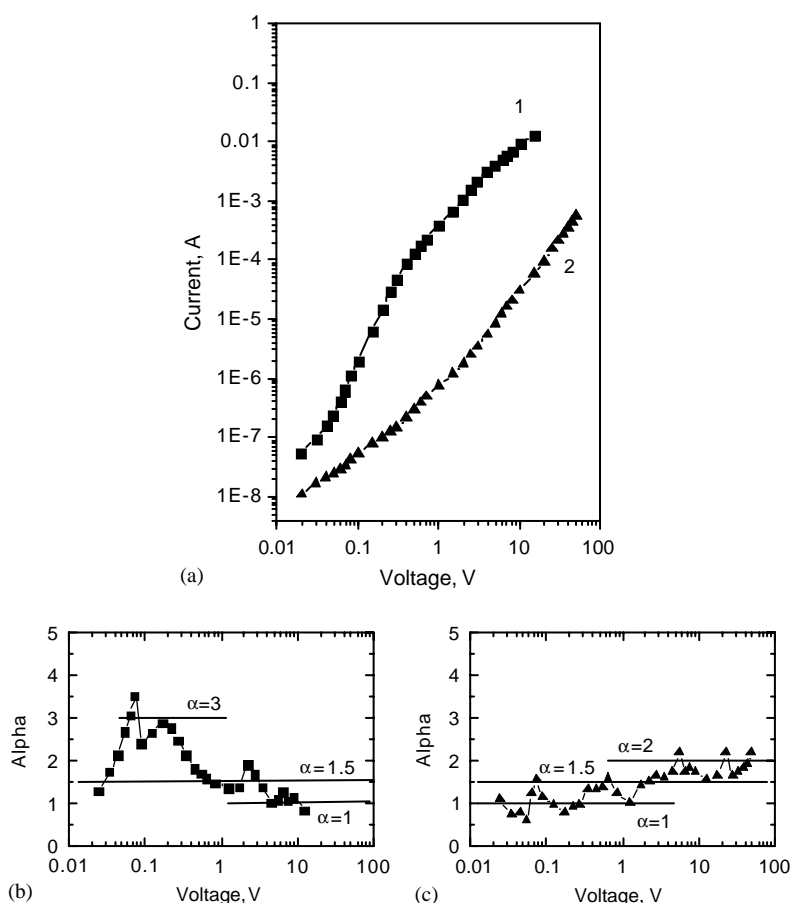 1
0.1
0.01
1E-3
1E-4
1E-5
1E-6
1E-7
1E-8
Current, A
1
2
0.01 0.1 1 10 100
(a) Voltage, V
5
4
3
2
1
0
Alpha
α=3
α=1.5
α=1
0.01 0.1 1 10 100
(b) Voltage, V
5
4
3
2
1
0
Alpha
α=2
α=1.5
α=1
0.01 0.1 1 10 100
(c) Voltage, V